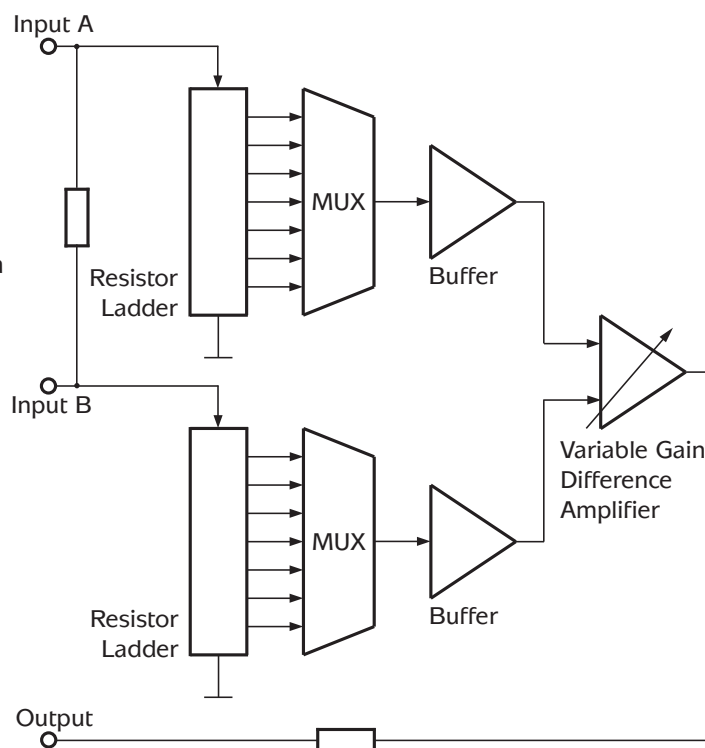 Input A
MUX
Buffer
Resistor
Ladder
Input B
Variable Gain
Difference
Amplifier
MUX
Buffer
Resistor
Ladder
Output